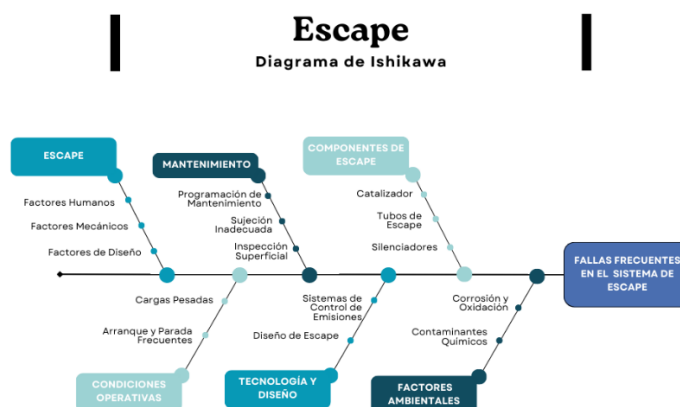 Escape
Diagrama de Ishikawa
ESCAPE
Factores Humanos
Factores Mecánicos
Factores de Diseño
MANTENIMIENTO
Programación de
Mantenimiento
Sujeción
Inadecuada
Inspección
Superficial
COMPONENTES DE
ESCAPE
Catalizador
Tubos de
Escape
Silenciadores
FALLAS FRECUENTES
EN EL SISTEMA DE
ESCAPE
Cargas Pesadas
Arranque y Parada
Frecuentes
CONDICIONES
OPERATIVAS
Sistemas de
Control de
Emisiones
Diseño de Escape
TECNOLOGÍA Y
DISEÑO
Corrosión y
Oxidación
Contaminantes
Químicos
FACTORES
AMBIENTALES